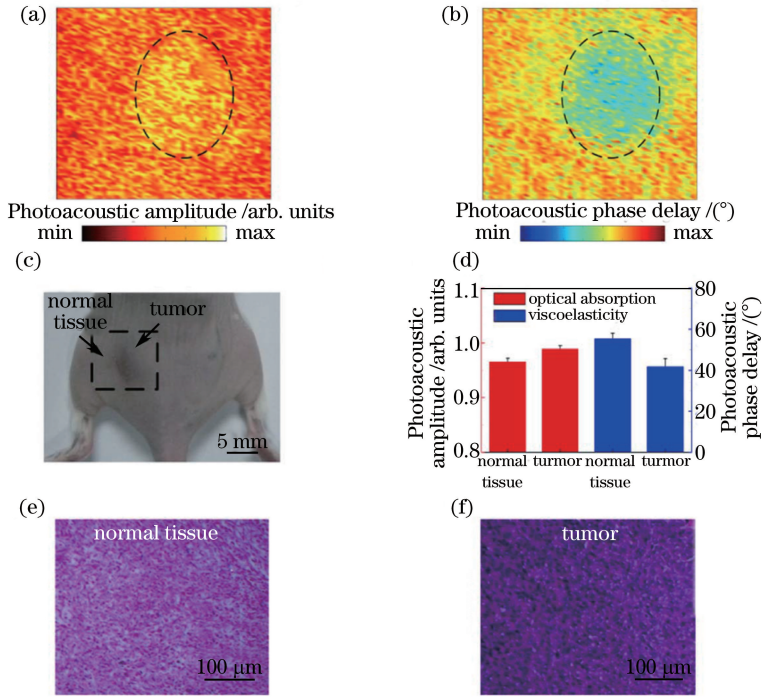 (a)
(b)
Photoacoustic amplitude /arb. units
min max
Photoacoustic phase delay /(°)
min max
(c)
normal
tissue
tumor
5 mm
(d)
optical absorption
viscoelasticity
Photoacoustic
amplitude /arb. units
1.1
1.0
0.9
0.8
80
60
40
20
0
Photoacoustic
phase delay /(°)
normal
tissue
turmor
normal
tissue
turmor
(e)
normal tissue
100 μm
(f)
tumor
100 μm